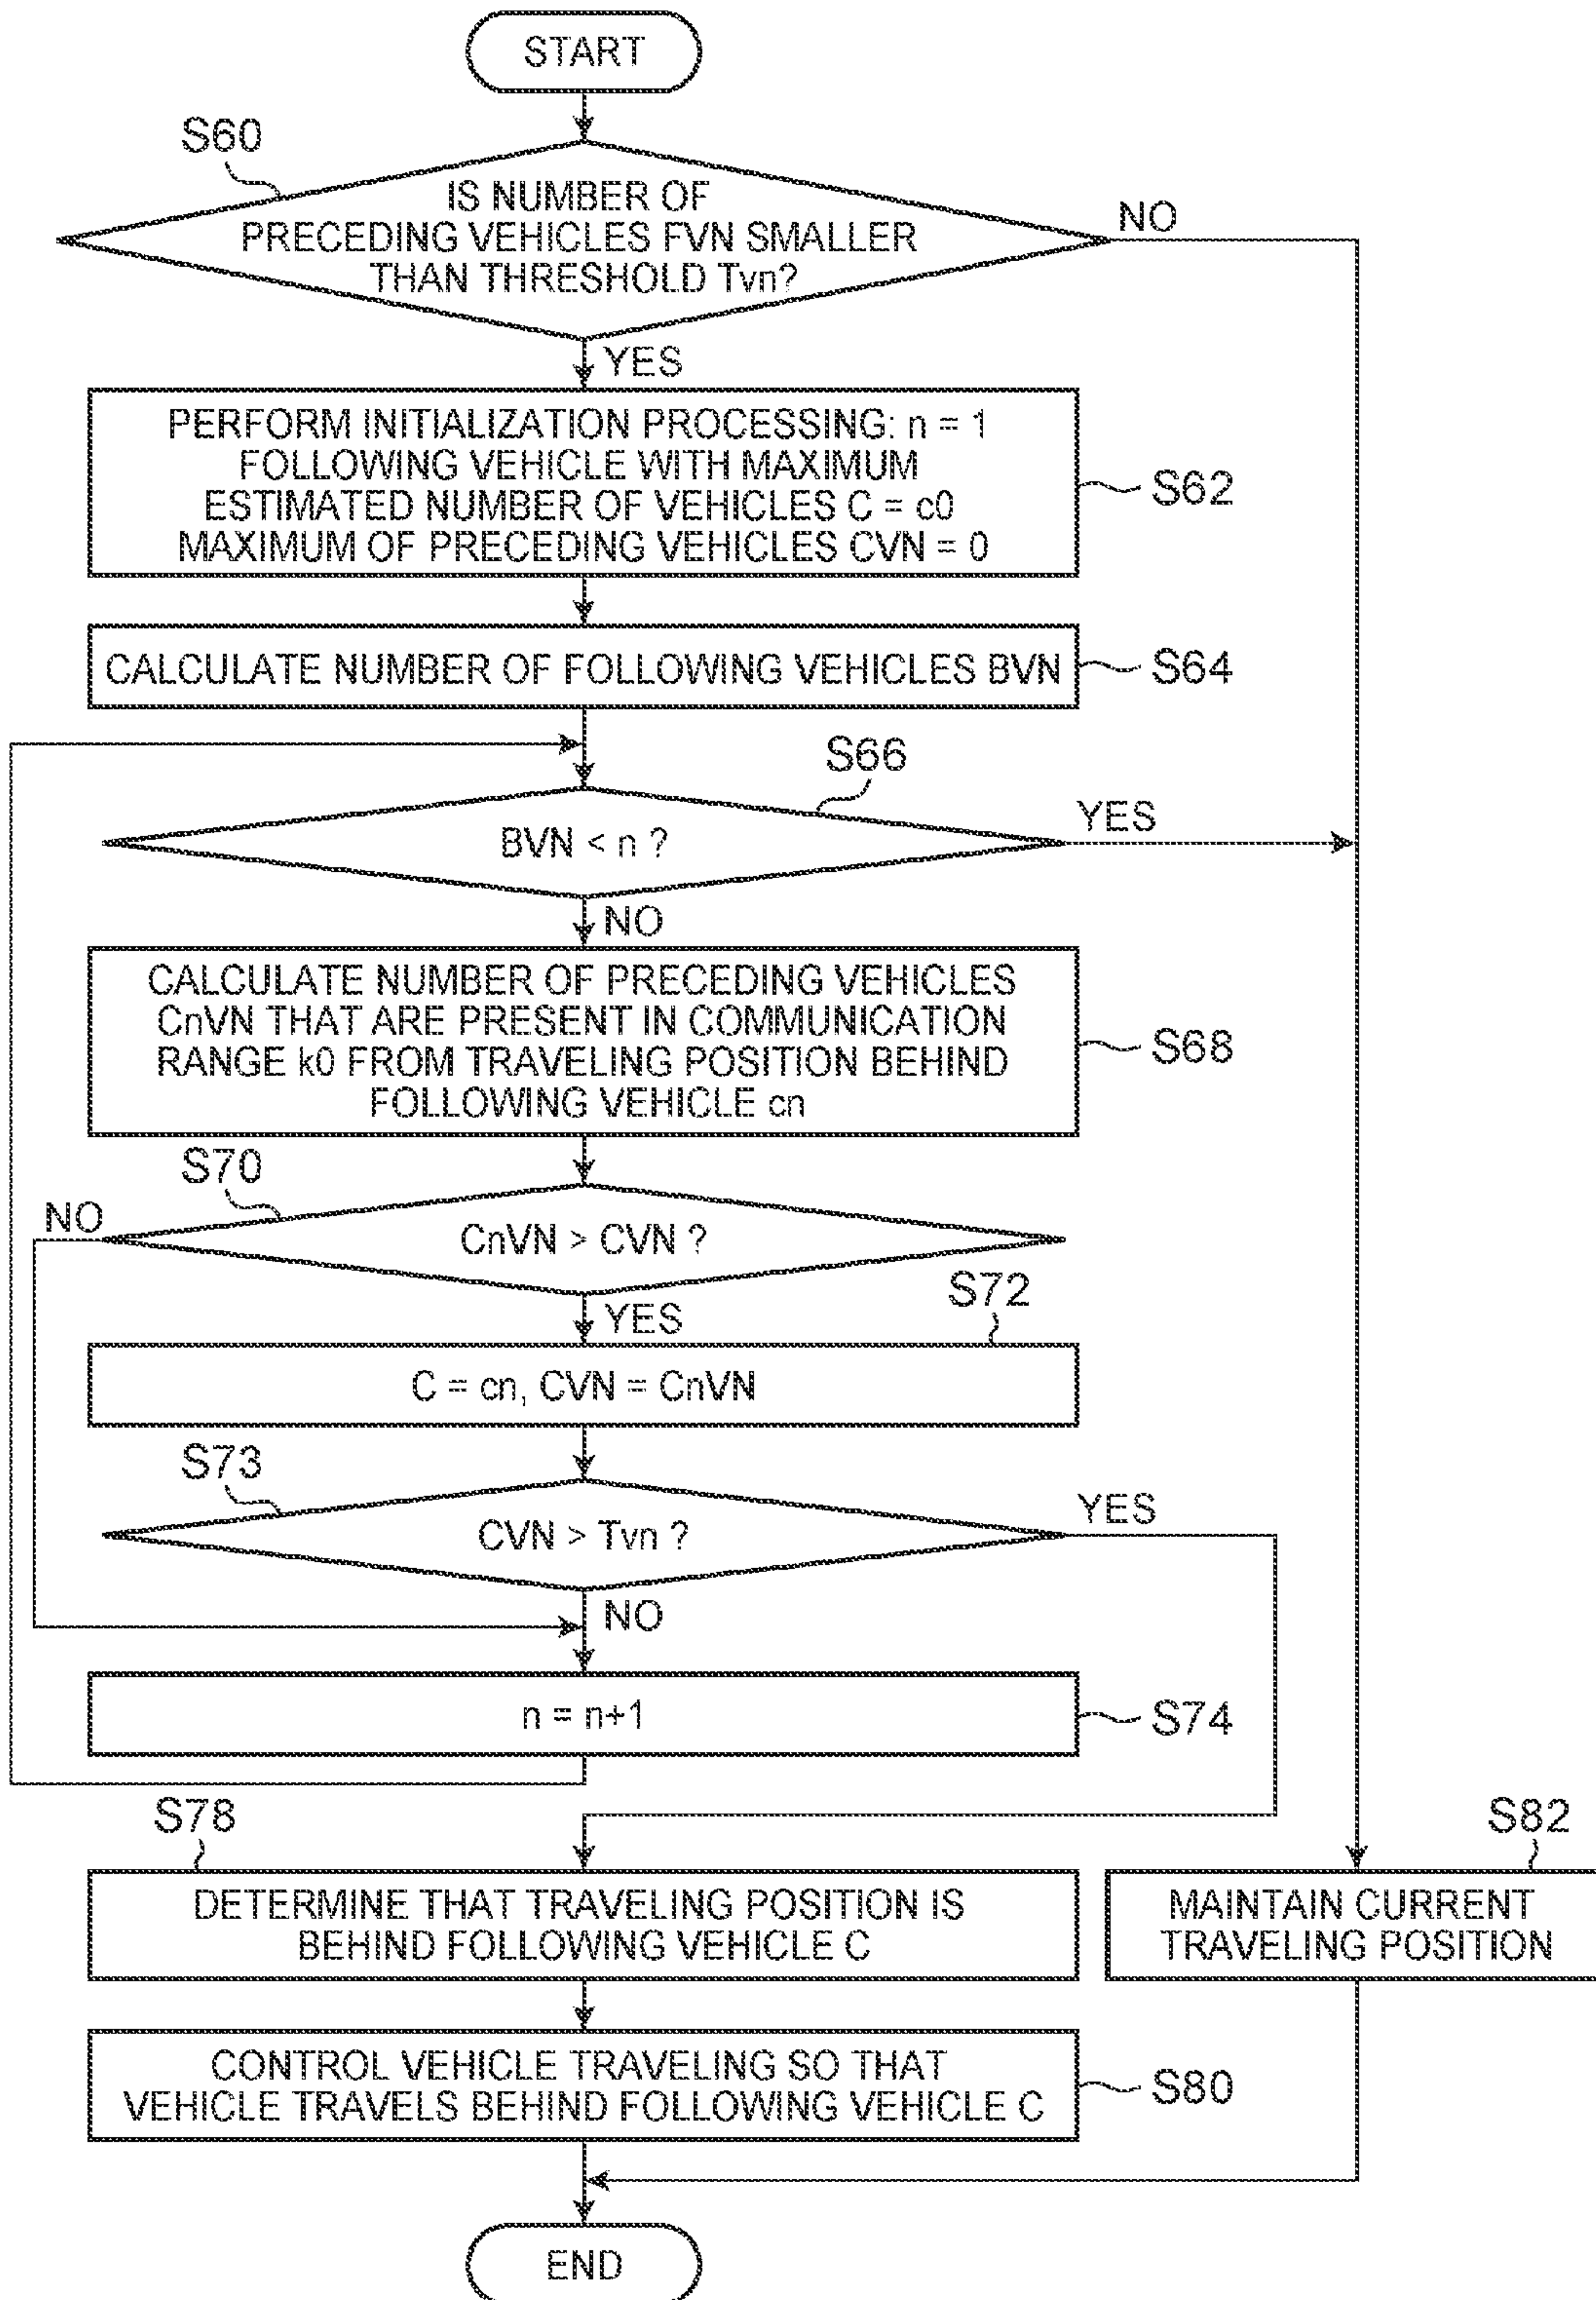 START
S60
IS NUMBER OF
PRECEDING VEHICLES FVN SMALLER
THAN THRESHOLD Tvn?
NO
YES
PERFORM INITIALIZATION PROCESSING: n = 1
FOLLOWING VEHICLE WITH MAXIMUM
ESTIMATED NUMBER OF VEHICLES C = c0
MAXIMUM OF PRECEDING VEHICLES CVN = 0
S62
CALCULATE NUMBER OF FOLLOWING VEHICLES BVN
S64
S66
BVN < n ?
YES
NO
CALCULATE NUMBER OF PRECEDING VEHICLES
CnVN THAT ARE PRESENT IN COMMUNICATION
RANGE k0 FROM TRAVELING POSITION BEHIND
FOLLOWING VEHICLE cn
S68
S70
NO
CnVN > CVN ?
YES
S72
C = cn, CVN = CnVN
S73
CVN > Tvn ?
YES
NO
n = n+1
S74
S78
DETERMINE THAT TRAVELING POSITION IS
BEHIND FOLLOWING VEHICLE C
S82
MAINTAIN CURRENT
TRAVELING POSITION
CONTROL VEHICLE TRAVELING SO THAT
VEHICLE TRAVELS BEHIND FOLLOWING VEHICLE C
S80
END